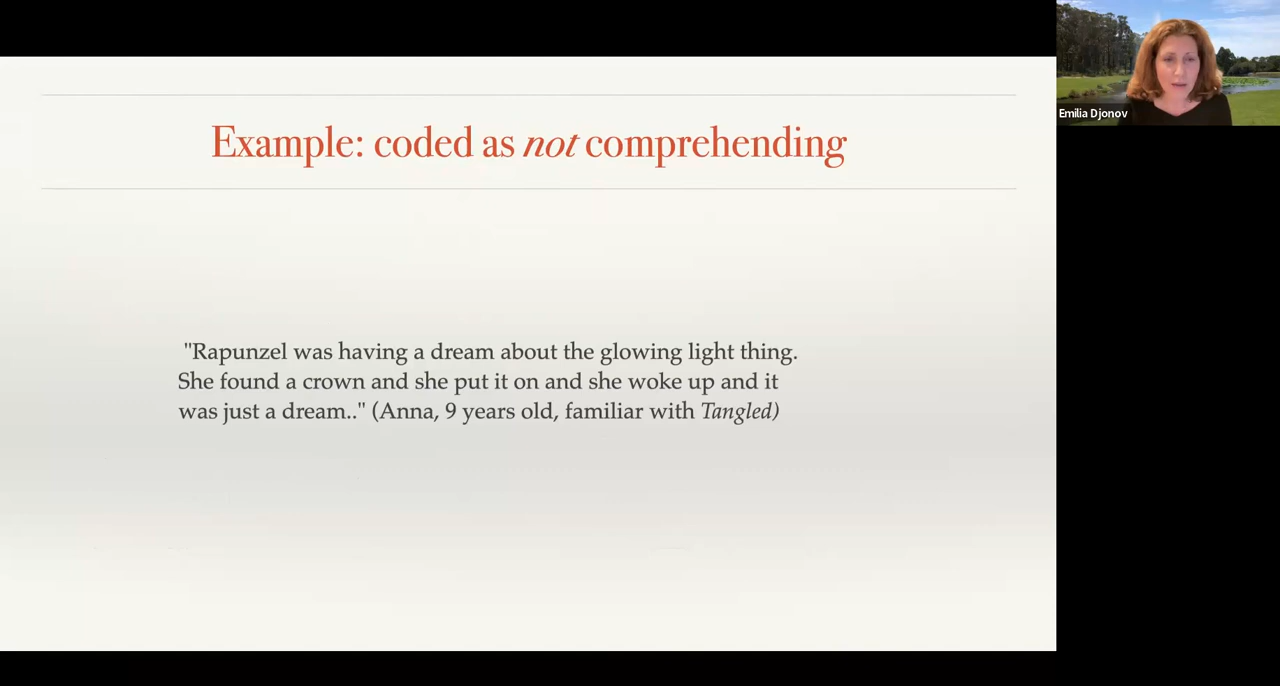 Example: coded as not comprehending
"Rapunzel was having a dream about the glowing light thing.
She found a crown and she put it on and she woke up and it
was just a dream.." (Anna, 9 years old, familiar with Tangled)
Emilia Djonov